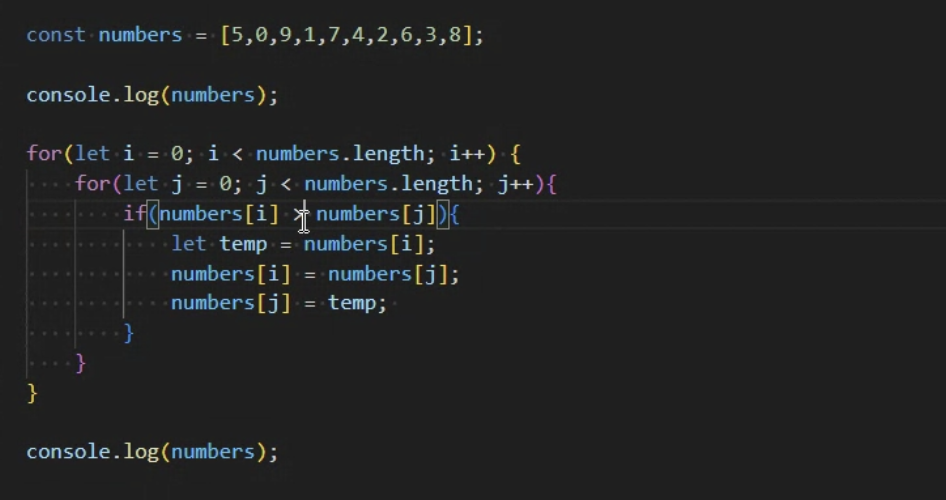 const numbers = [5,0,9,1,7,4,2,6,3,8];
console.log(numbers);
for(let i = 0; i < numbers.length; i++) {
    for(let j = 0; j < numbers.length; j++){
        if(numbers[i] > numbers[j]){
            let temp = numbers[i];
            numbers[i] = numbers[j];
            numbers[j] = temp;
        }
    }
}
console.log(numbers);